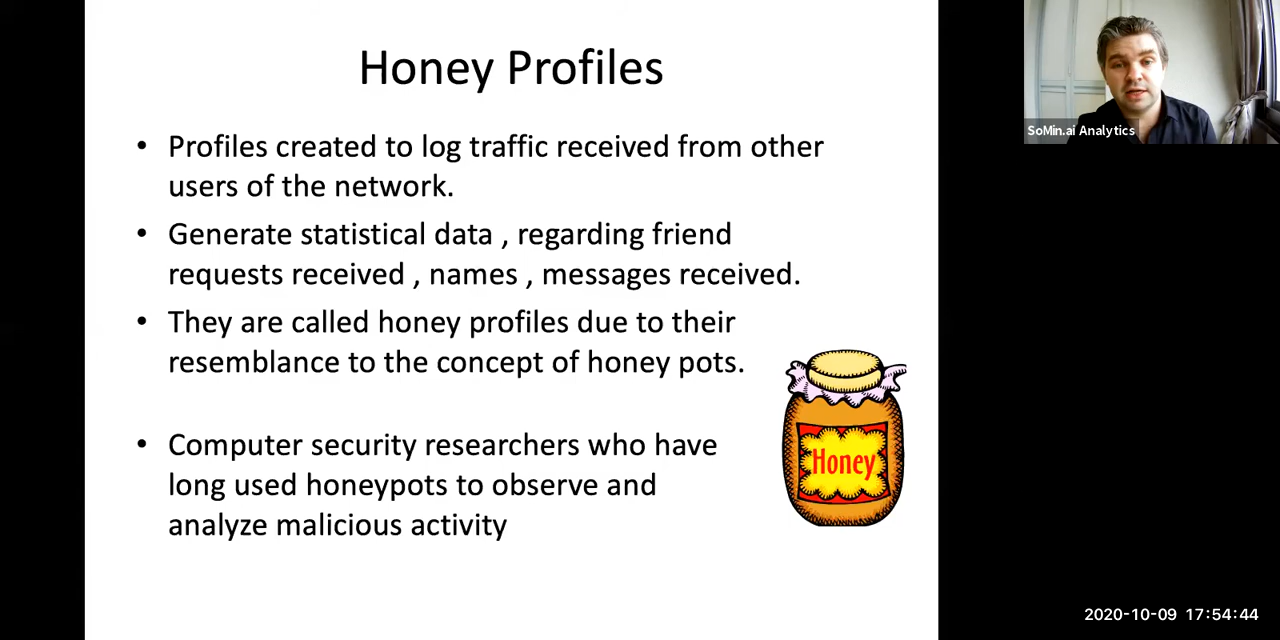 Honey Profiles
• Profiles created to log traffic received from other
users of the network.
• Generate statistical data , regarding friend
requests received , names , messages received.
• They are called honey profiles due to their
resemblance to the concept of honey pots.
• Computer security researchers who have
long used honeypots to observe and
analyze malicious activity
Honey
SoMin.ai Analytics
2020-10-09 17:54:44